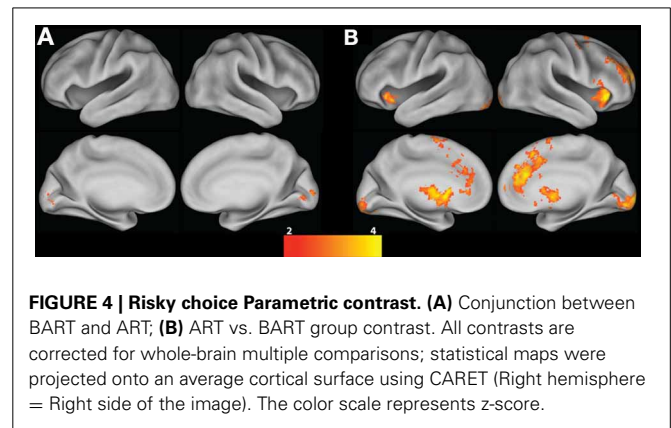 A
B
2
4
FIGURE 4 | Risky choice Parametric contrast. (A) Conjunction between
BART and ART; (B) ART vs. BART group contrast. All contrasts are
corrected for whole-brain multiple comparisons; statistical maps were
projected onto an average cortical surface using CARET (Right hemisphere
= Right side of the image). The color scale represents z-score.